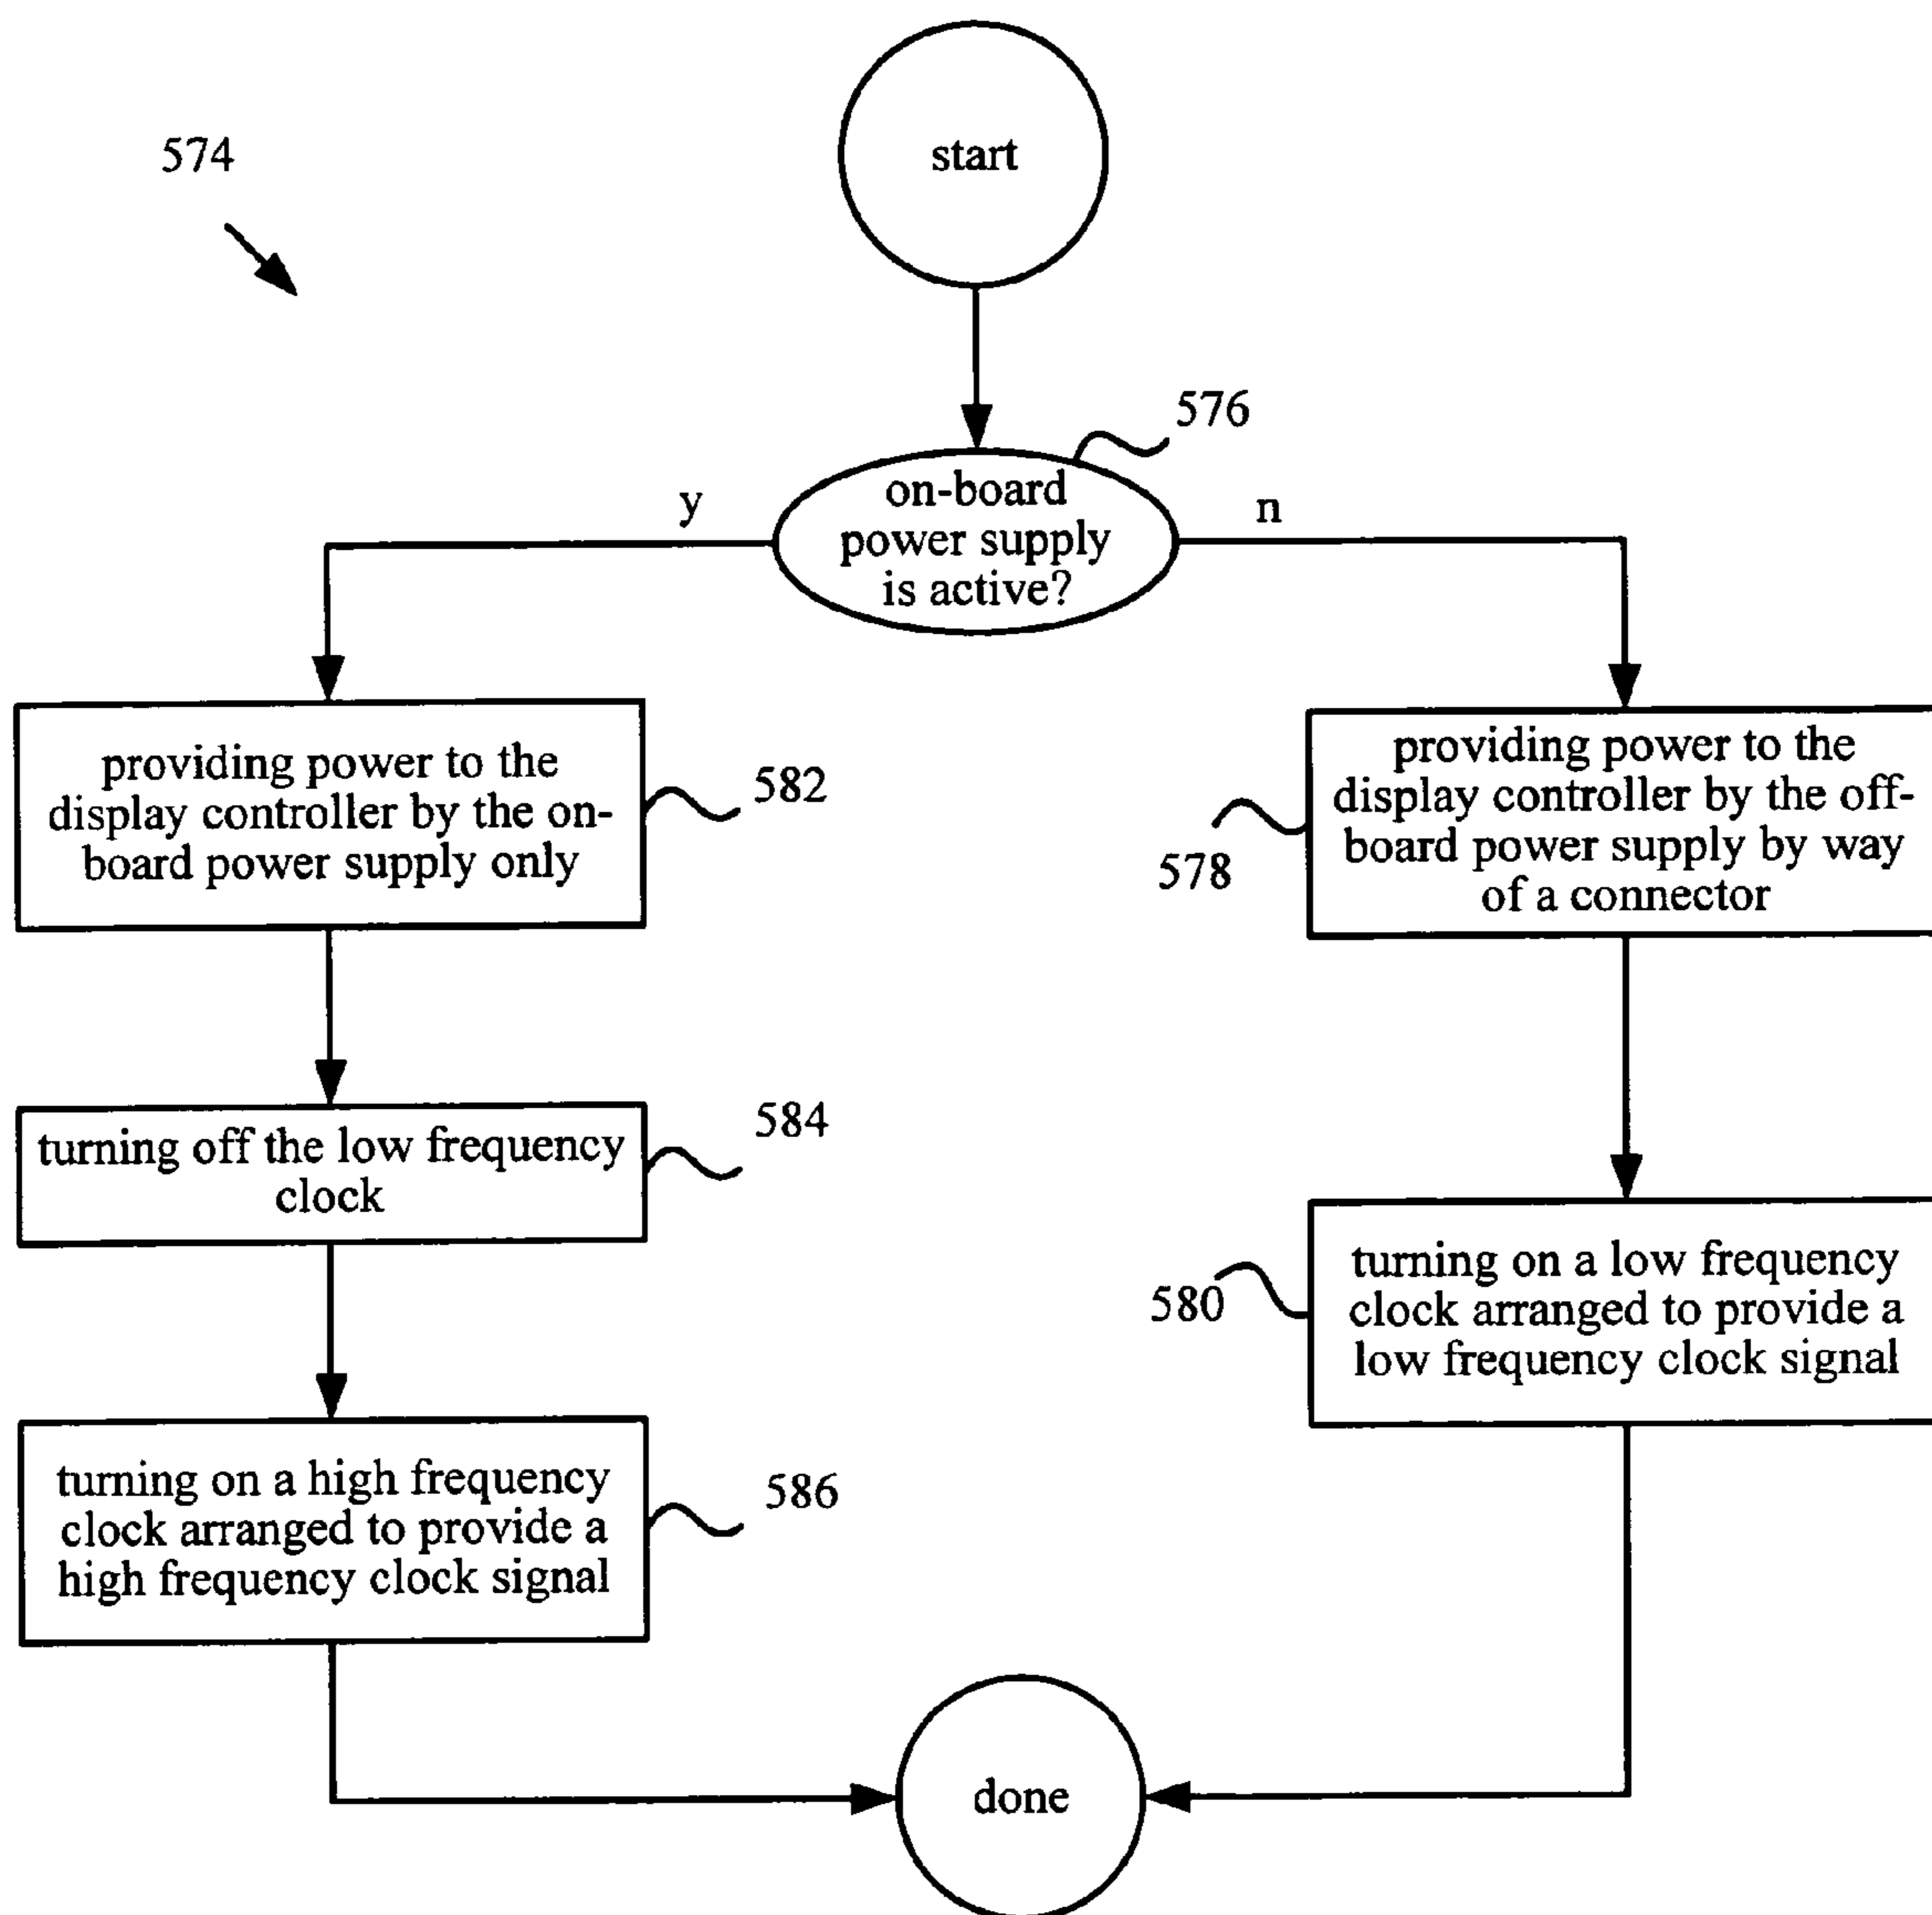 574
start
576
on-board
power supply
is active?
y
n
providing power to the
display controller by the on-
board power supply only
582
providing power to the
display controller by the off-
board power supply by way
of a connector
578
turning off the low frequency
clock
584
turning on a low frequency
clock arranged to provide a
low frequency clock signal
580
turning on a high frequency
clock arranged to provide a
high frequency clock signal
586
done